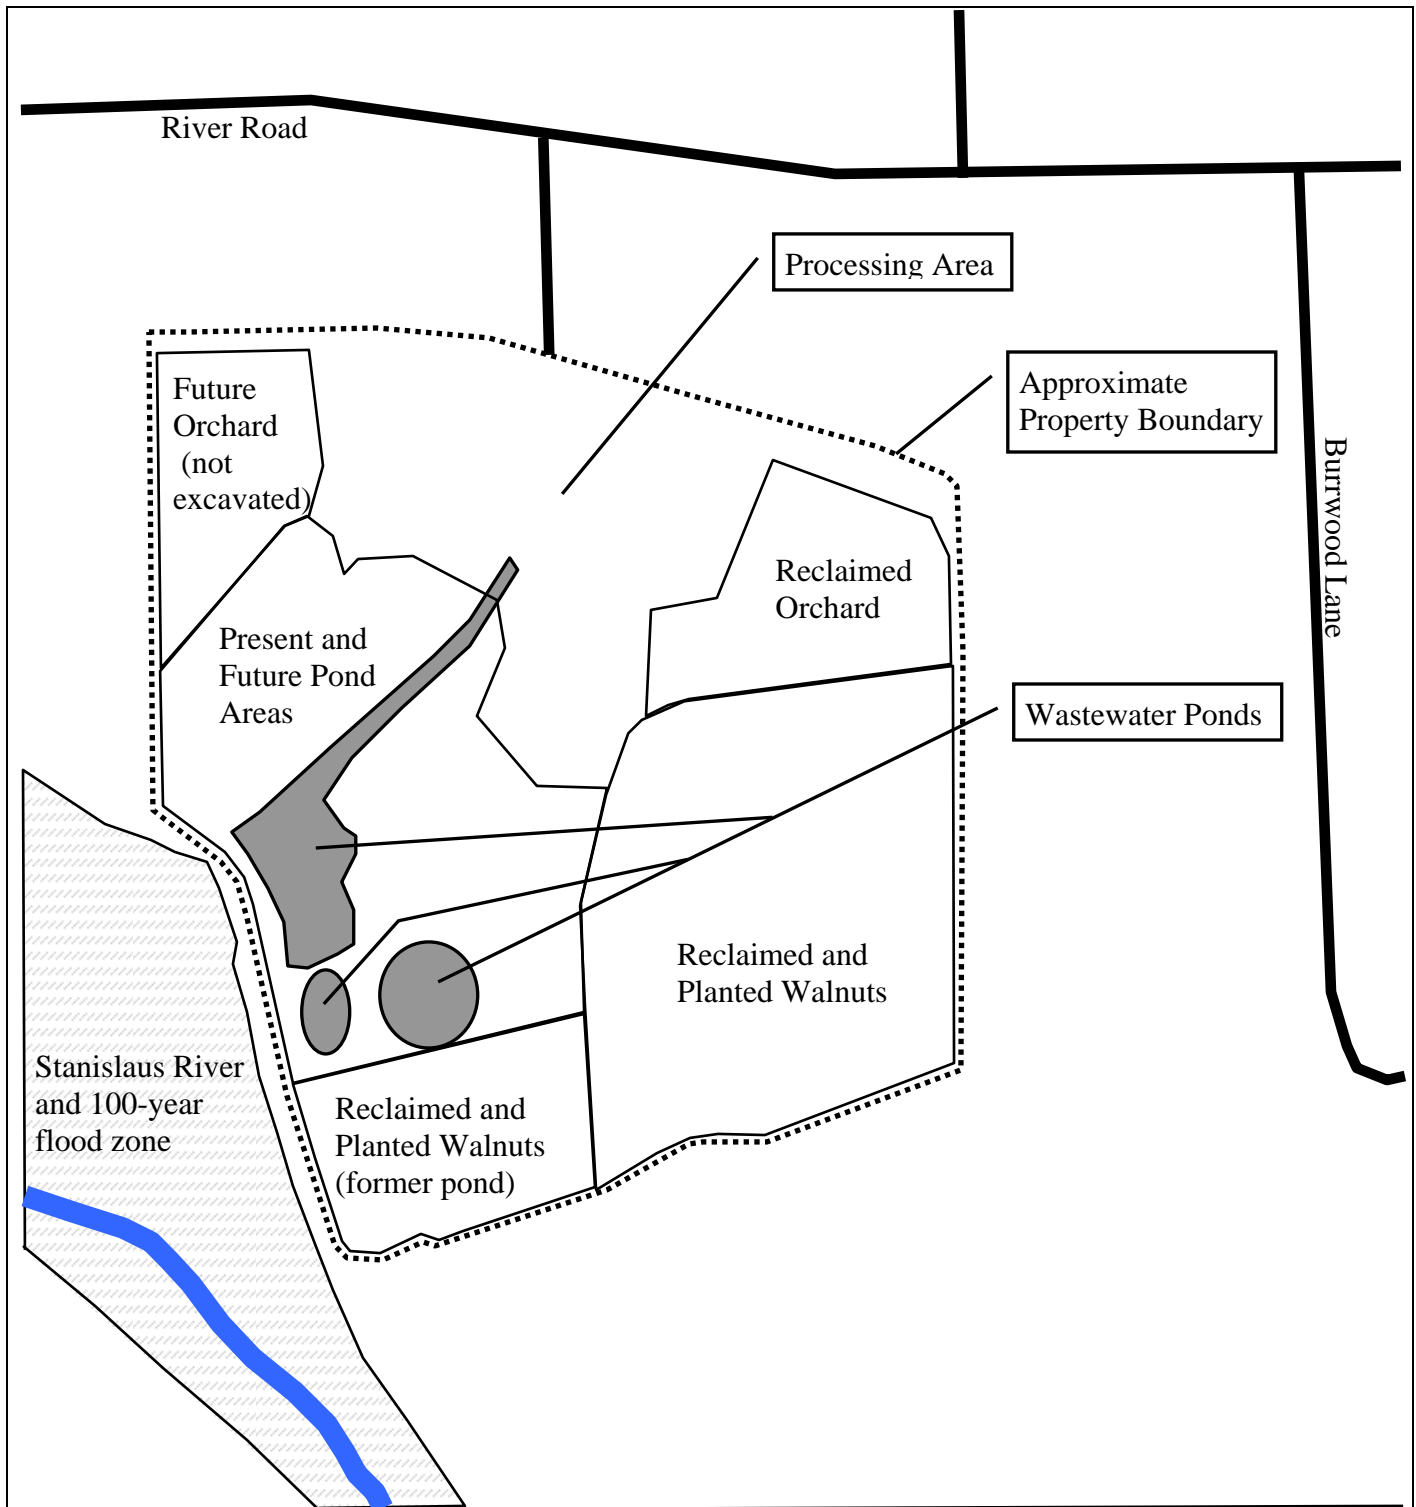 River Road
Processing Area
Approximate
Property Boundary
Future
Orchard
(not
excavated)
Burrwood Lane
Reclaimed
Orchard
Present and
Future Pond
Areas
Wastewater Ponds
Reclaimed and
Planted Walnuts
Stanislaus River
and 100-year
flood zone
Reclaimed and
Planted Walnuts
(former pond)